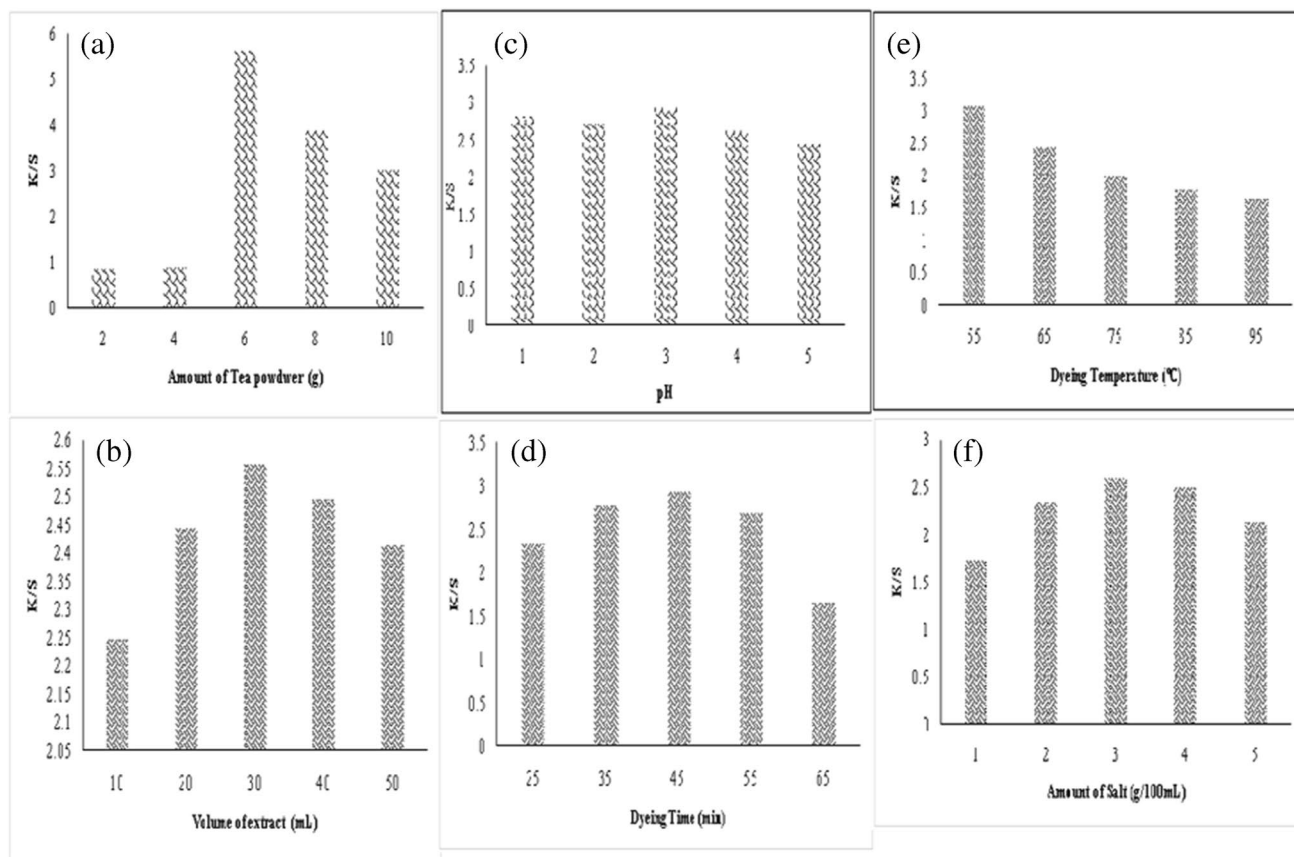 (a)
6
5
4
3
2
1
0
K/S
2 4 6 8 10
Amount of Tea powdwer (g)
(c)
3.5
3
2.5
2
1.5
1
0.5
0
K/S
1 2 3 4 5
pH
(e)
3.5
3
2.5
2
1.5
1
0.5
0
K/S
55 65 75 85 95
Dyeing Temperature (°C)
(b)
2.6
2.55
2.5
2.45
2.4
2.35
2.3
2.25
2.2
2.15
2.1
2.05
K/S
10 20 30 40 50
Volume of extract (mL)
(d)
3.5
3
2.5
2
1.5
1
0.5
0
K/S
25 35 45 55 65
Dyeing Time (min)
(f)
3
2.5
2
1.5
1
0.5
0
K/S
1 2 3 4 5
Amount of Salt (g/100mL)